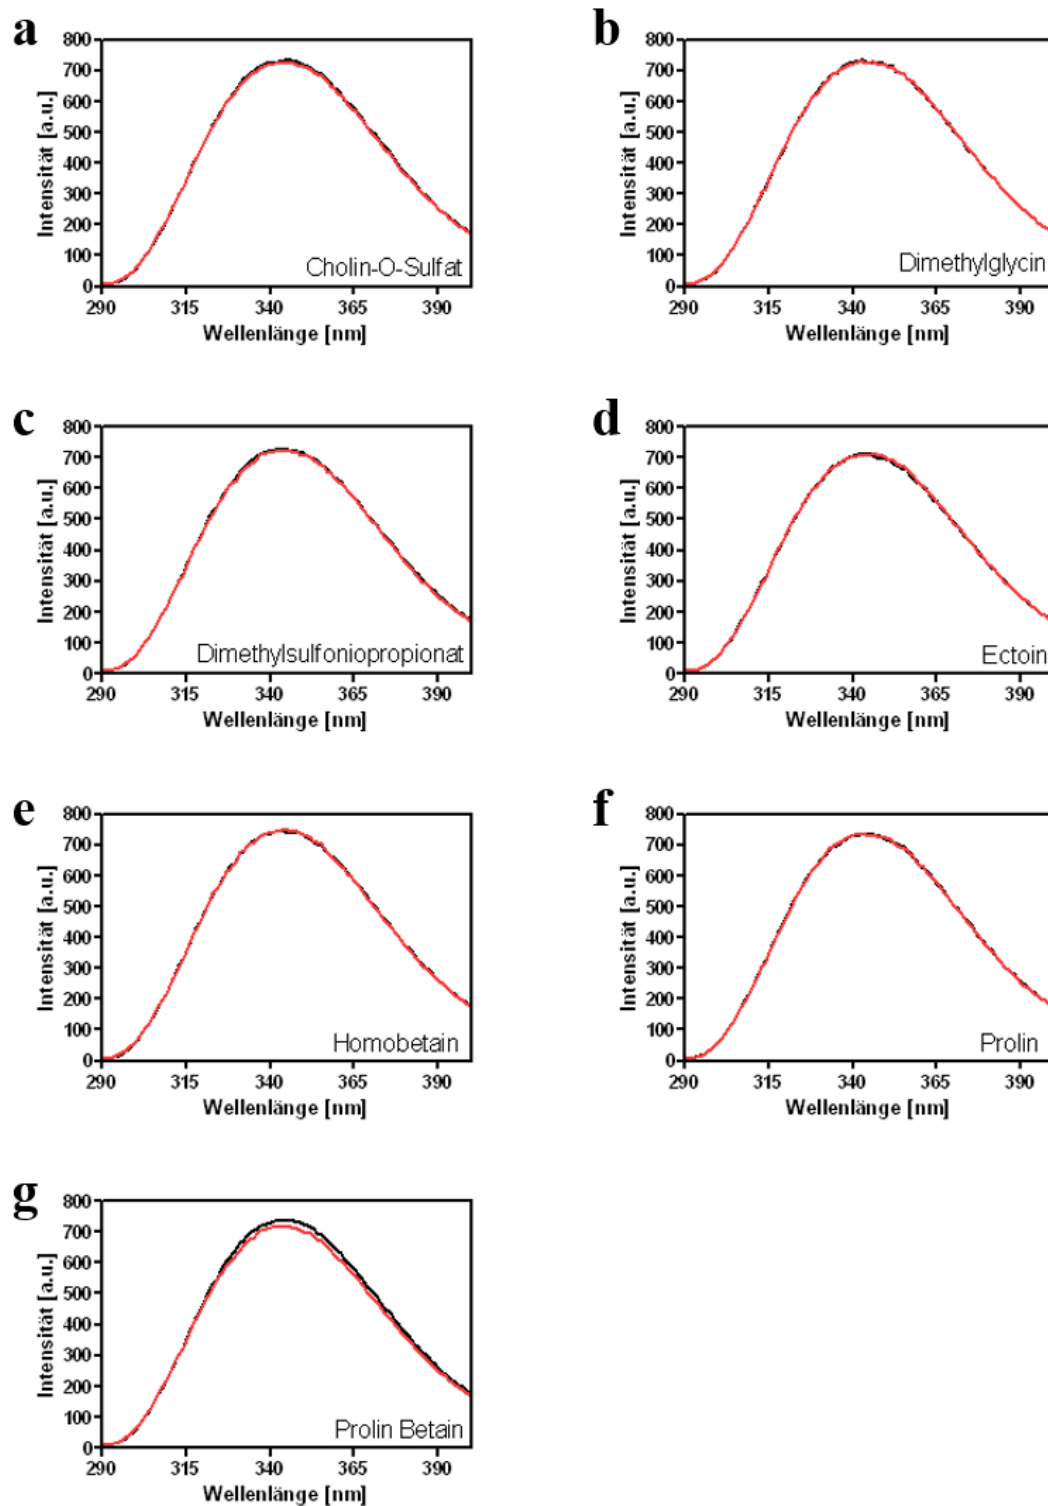 a
b
800
700
600
500
400
300
200
100
0
Intensität [a.u.]
Cholin-O-Sulfat
290 315 340 365 390
Wellenlänge [nm]
800
700
600
500
400
300
200
100
0
Intensität [a.u.]
Dimethylglycin
290 315 340 365 390
Wellenlänge [nm]
c
d
800
700
600
500
400
300
200
100
0
Intensität [a.u.]
Dimethylsulfoniopropionat
290 315 340 365 390
Wellenlänge [nm]
800
700
600
500
400
300
200
100
0
Intensität [a.u.]
Ectoin
290 315 340 365 390
Wellenlänge [nm]
e
f
800
700
600
500
400
300
200
100
0
Intensität [a.u.]
Homobetain
290 315 340 365 390
Wellenlänge [nm]
800
700
600
500
400
300
200
100
0
Intensität [a.u.]
Prolin
290 315 340 365 390
Wellenlänge [nm]
g
800
700
600
500
400
300
200
100
0
Intensität [a.u.]
Prolin Betain
290 315 340 365 390
Wellenlänge [nm]